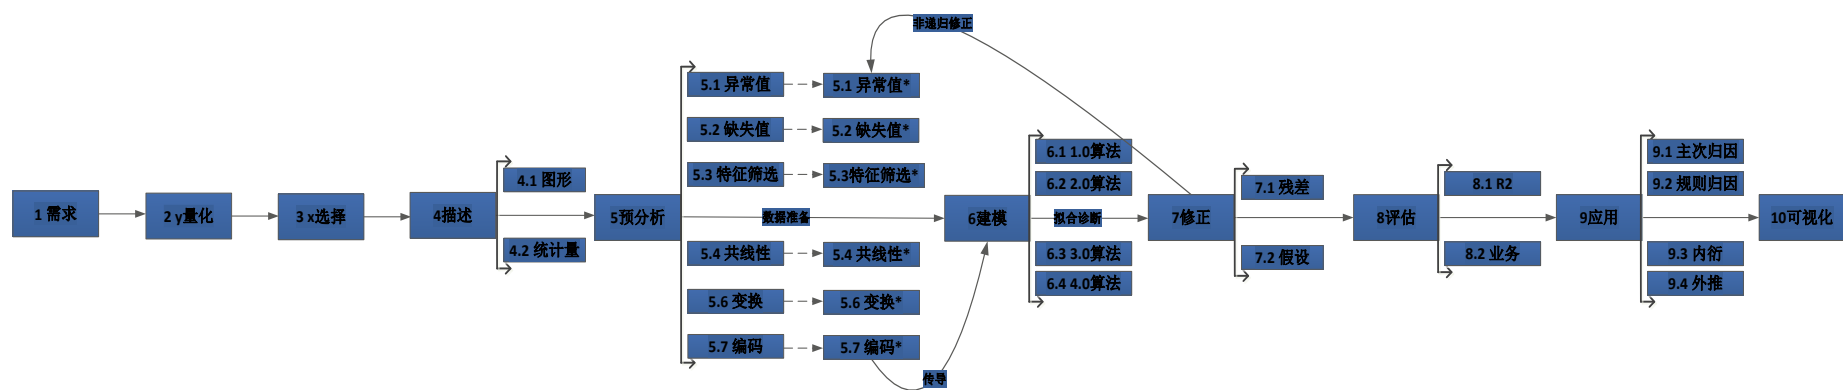 非递归修正
5.1 异常值
5.1 异常值*
5.2 缺失值
5.2 缺失值*
5.3 特征筛选
5.3特征筛选*
4.1 图形
6.1 1.0算法
6.2 2.0算法
9.1 主次归因
9.2 规则归因
7.1 残差
8.1 R2
1 需求
2 y量化
3 x选择
4描述
5预分析
数据准备
6建模
拟合诊断
7修正
8评估
9应用
10可视化
4.2 统计量
5.4 共线性
5.4 共线性*
6.3 3.0算法
6.4 4.0算法
7.2 假设
8.2 业务
9.3 内衍
9.4 外推
5.6 变换
5.6 变换*
5.7 编码
5.7 编码*
传导